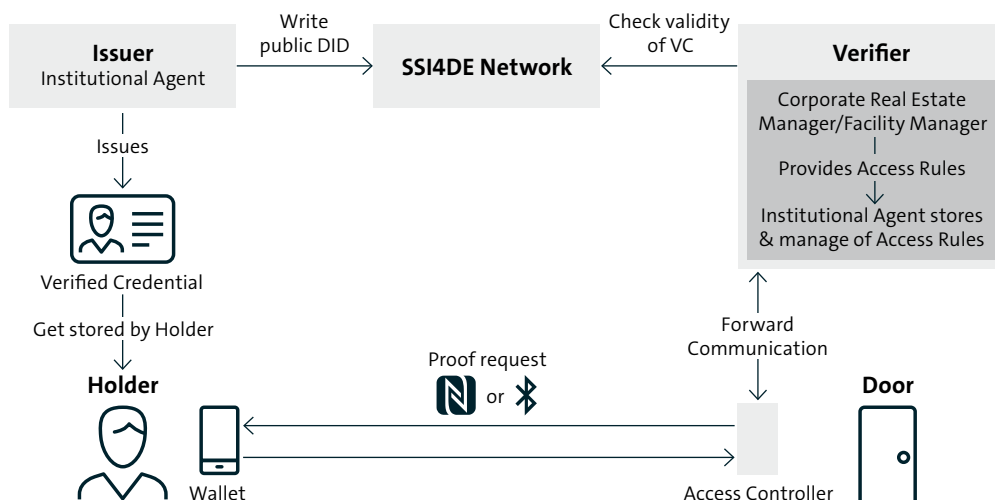 Issuer
Institutional Agent
Write
public DID
SSI4DE Network
Check validity
of VC
Verifier
Corporate Real Estate
Manager/Facility Manager
Provides Access Rules
Institutional Agent stores
& manage of Access Rules
Issues
Verified Credential
Get stored by Holder
Holder
Wallet
Proof request
or
Forward
Communication
Access Controller
Door